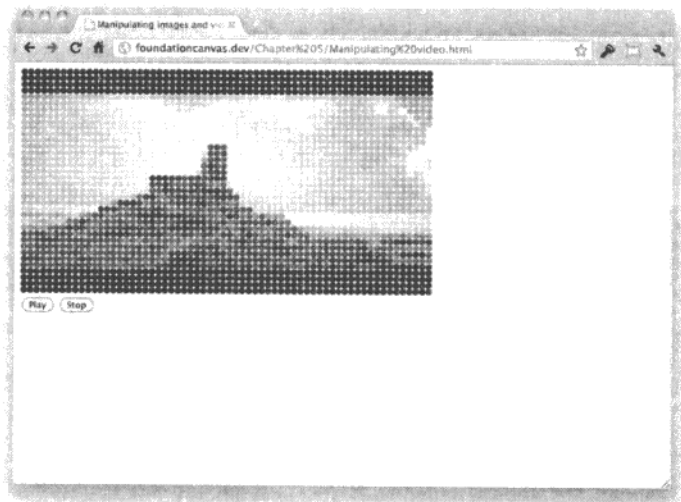 Manipulating images and vi
foundationcanvas.dev/Chapter%205/Manipulating%20video.html
Play Stop